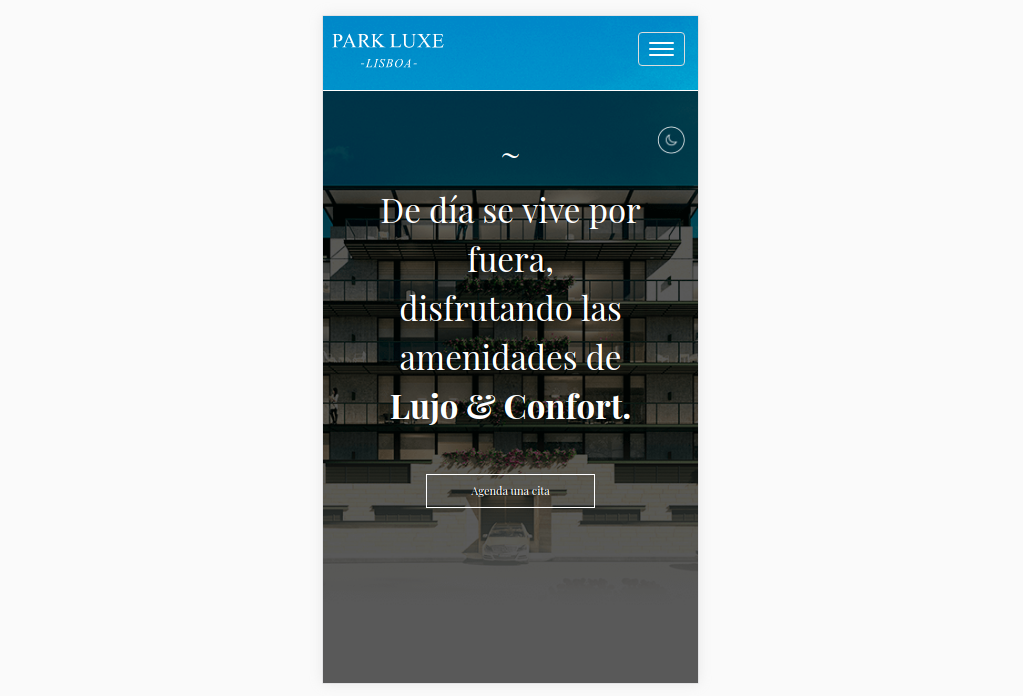 PARK LUXE
-LISBOA-
~
De día se vive por
fuera,
disfrutando las
amenidades de
Lujo & Confort.
Agenda una cita